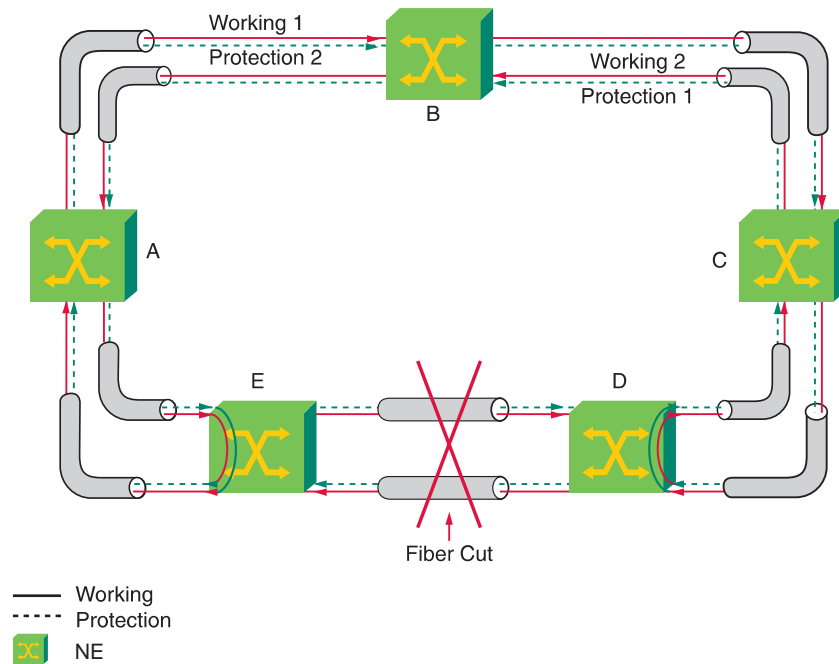 Working 1
Protection 2
Working 2
Protection 1
B
A
C
E
D
Fiber Cut
Working
Protection
NE